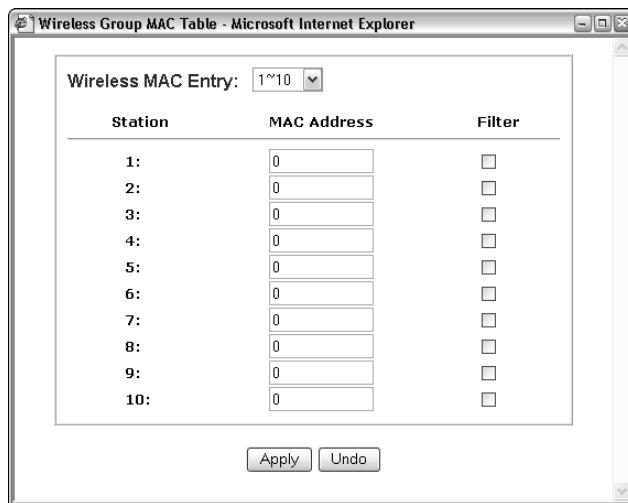 Wireless Group MAC Table - Microsoft Internet Explorer
Wireless MAC Entry: 1~10
Station MAC Address Filter
1: 0
2: 0
3: 0
4: 0
5: 0
6: 0
7: 0
8: 0
9: 0
10: 0
Apply Undo